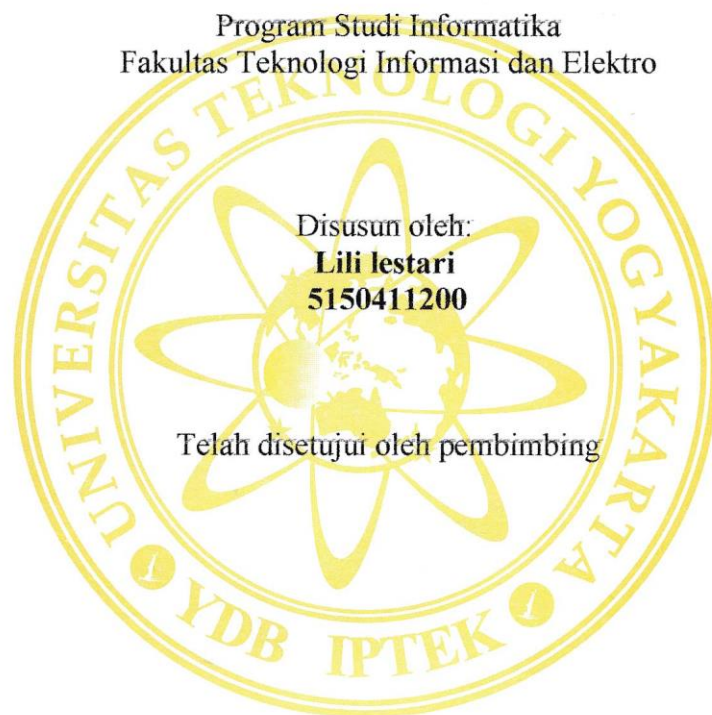 Program Studi Informatika
Fakultas Teknologi Informasi dan Elektro
UNIVERSITAS TEKNOLOGI YOGYAKARTA
Disusun oleh:
Lili lestari
5150411200
Telah disetujui oleh pembimbing
YDB IPTEK